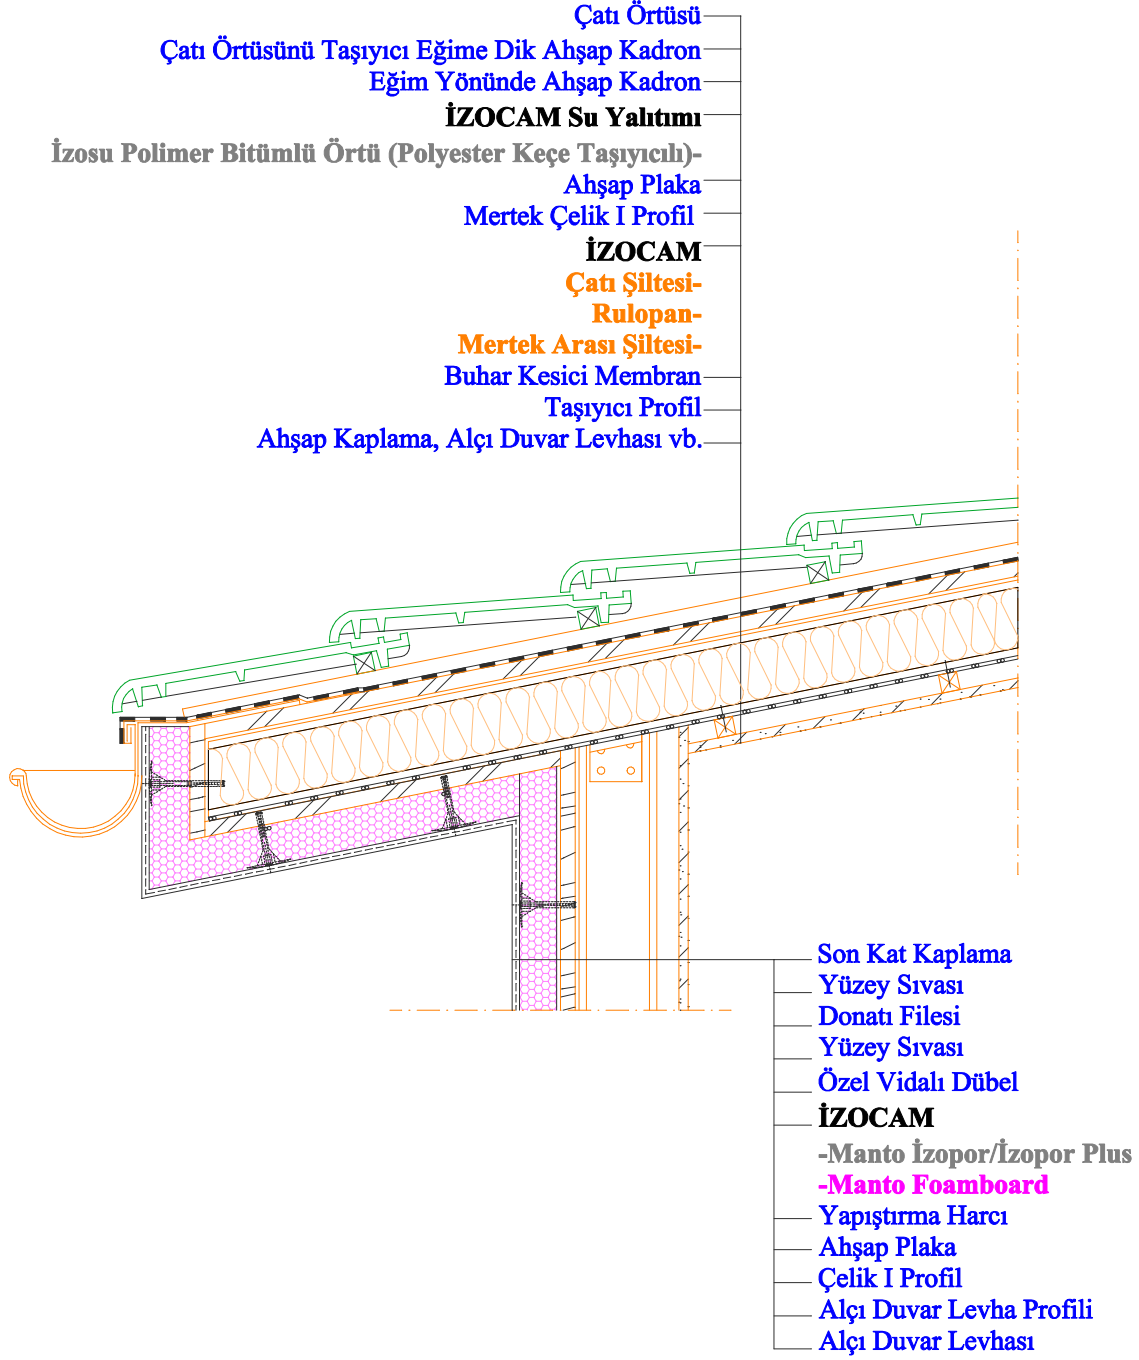 Çatı Örtüsü
Çatı Örtüsünü Taşıyıcı Eğime Dik Ahşap Kadron
Eğim Yönünde Ahşap Kadron
İZOCAM Su Yalıtımı
İzosu Polimer Bitümlü Örtü (Polyester Keçe Taşıyıcılı)-
Ahşap Plaka
Mertek Çelik I Profil
İZOCAM
Çatı Şiltesi-
Rulopan-
Mertek Arası Şiltesi-
Buhar Kesici Membran
Taşıyıcı Profil
Ahşap Kaplama, Alçı Duvar Levhası vb.
Son Kat Kaplama
Yüzey Sıvası
Donatı Filesi
Yüzey Sıvası
Özel Vidalı Dübel
İZOCAM
-Manto İzopor/İzopor Plus
-Manto Foamboard
Yapıştırma Harcı
Ahşap Plaka
Çelik I Profil
Alçı Duvar Levha Profili
Alçı Duvar Levhası